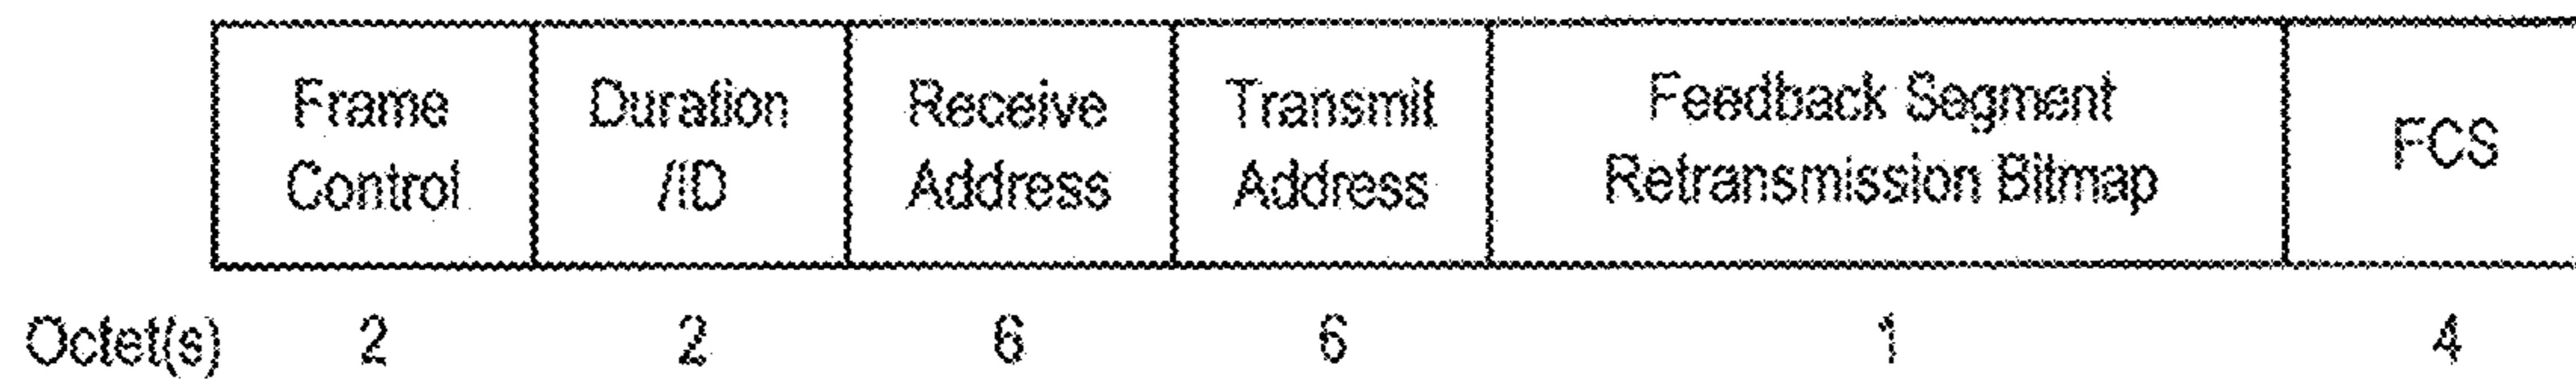 Frame Control
Duration /ID
Receive Address
Transmit Address
Feedback Segment Retransmission Bitmap
FCS
Octet(s) 2 2 6 6 1 4